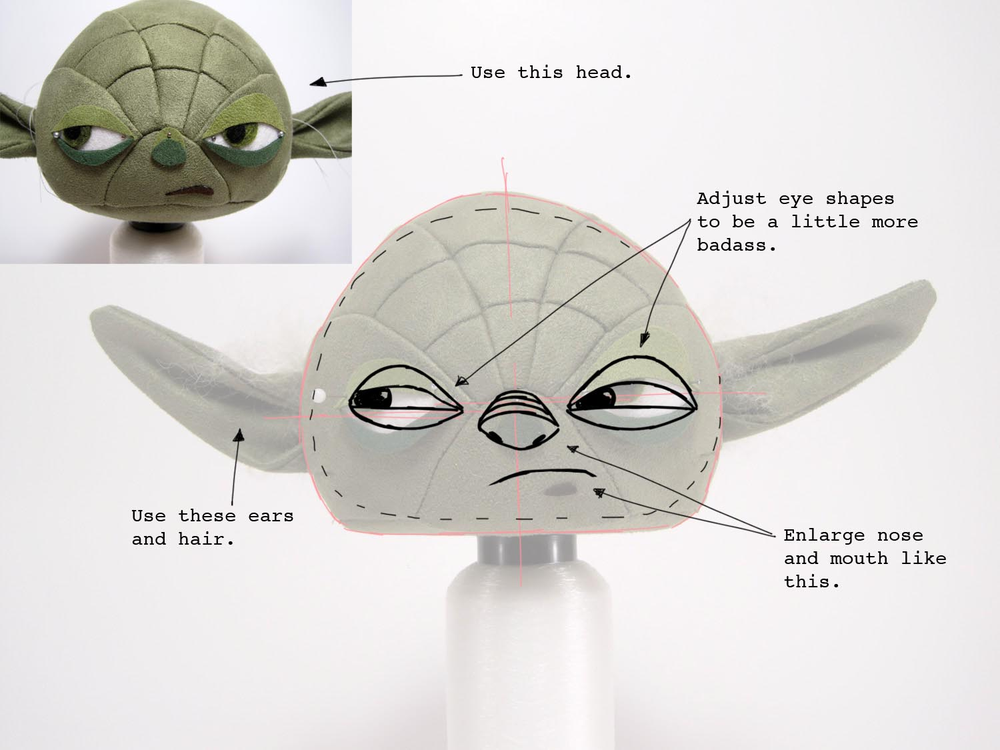 Use this head.
Adjust eye shapes
to be a little more
badass.
Use these ears
and hair.
Enlarge nose
and mouth like
this.